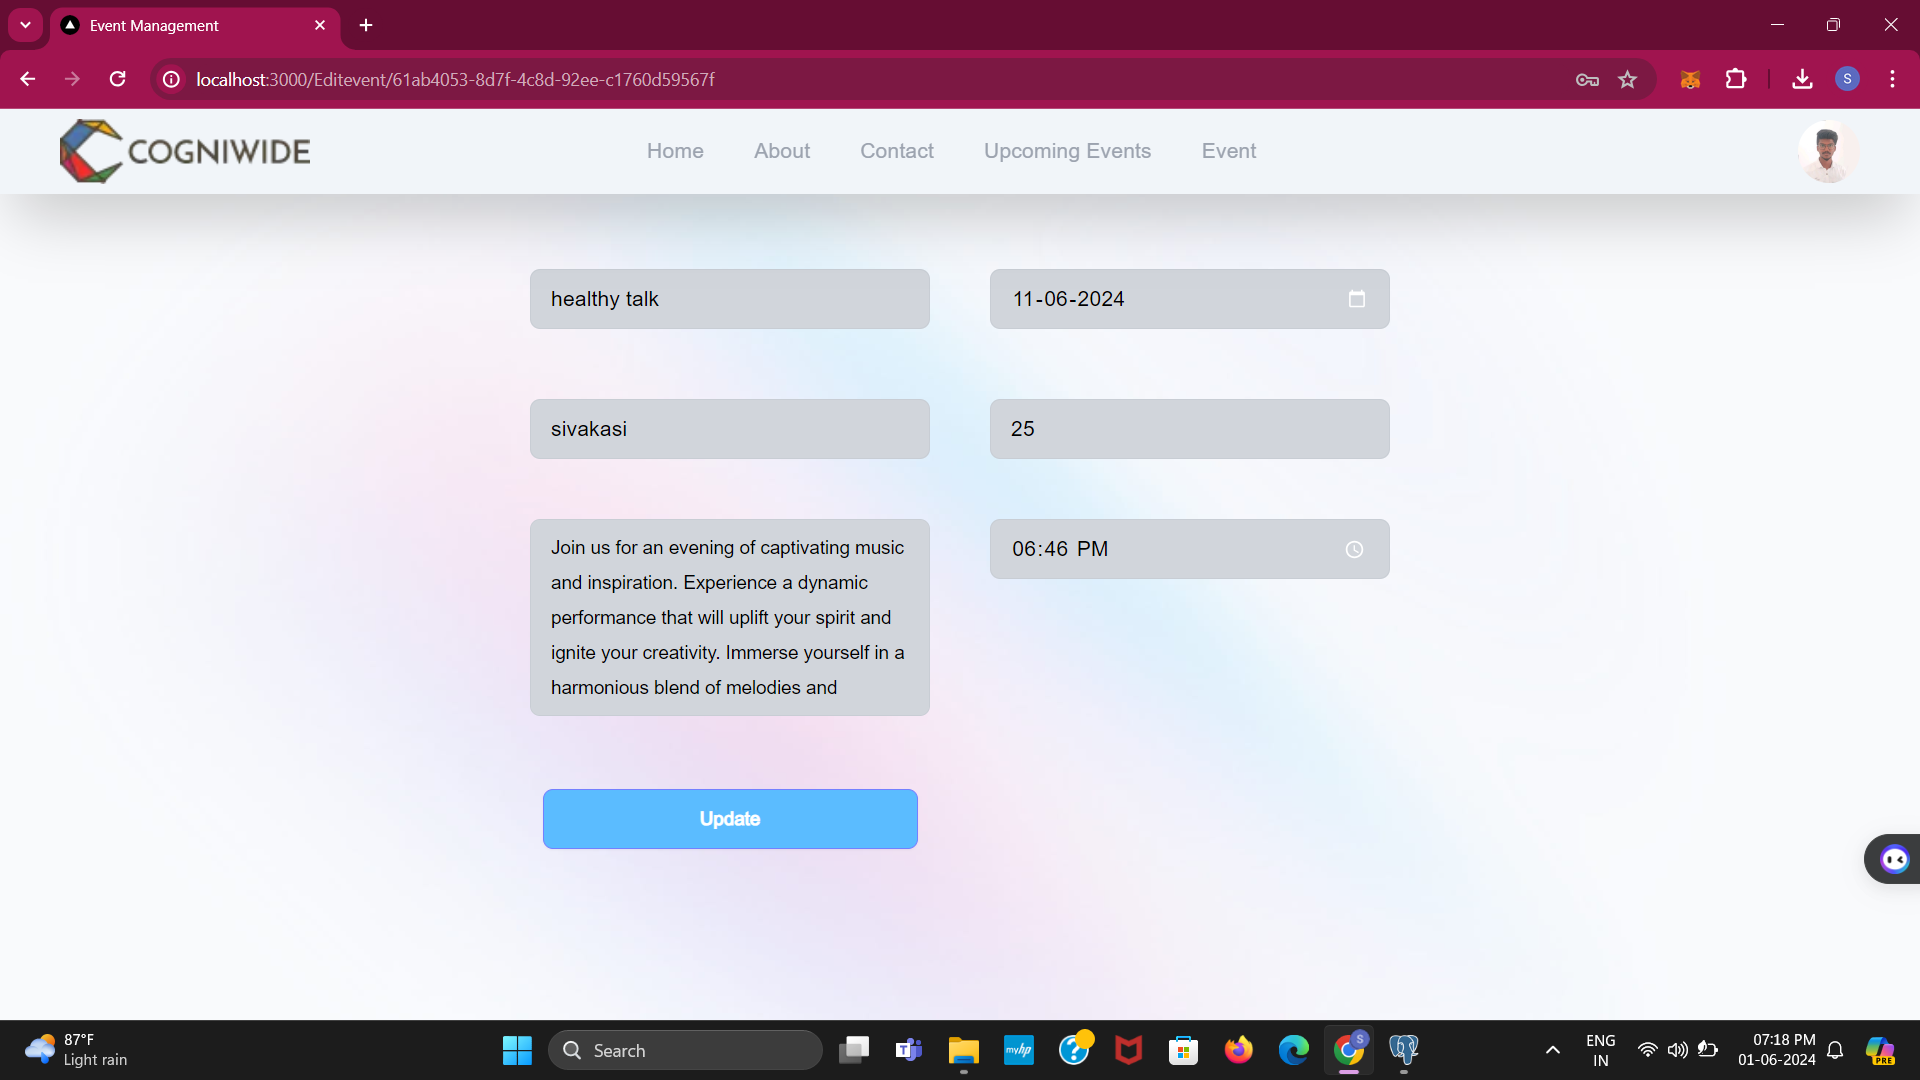 Event Management
localhost:3000/Editevent/61ab4053-8d7f-4c8d-92ee-c1760d59567f
S
COGNIWIDE
Home
About
Contact
Upcoming Events
Event
healthy talk
11-06-2024
sivakasi
25
Join us for an evening of captivating music
and inspiration. Experience a dynamic
performance that will uplift your spirit and
ignite your creativity. Immerse yourself in a
harmonious blend of melodies and
06:46 PM
Update
87°F
Light rain
Search
T
myhp
?
S
ENG
IN
07:18 PM
01-06-2024
PRE